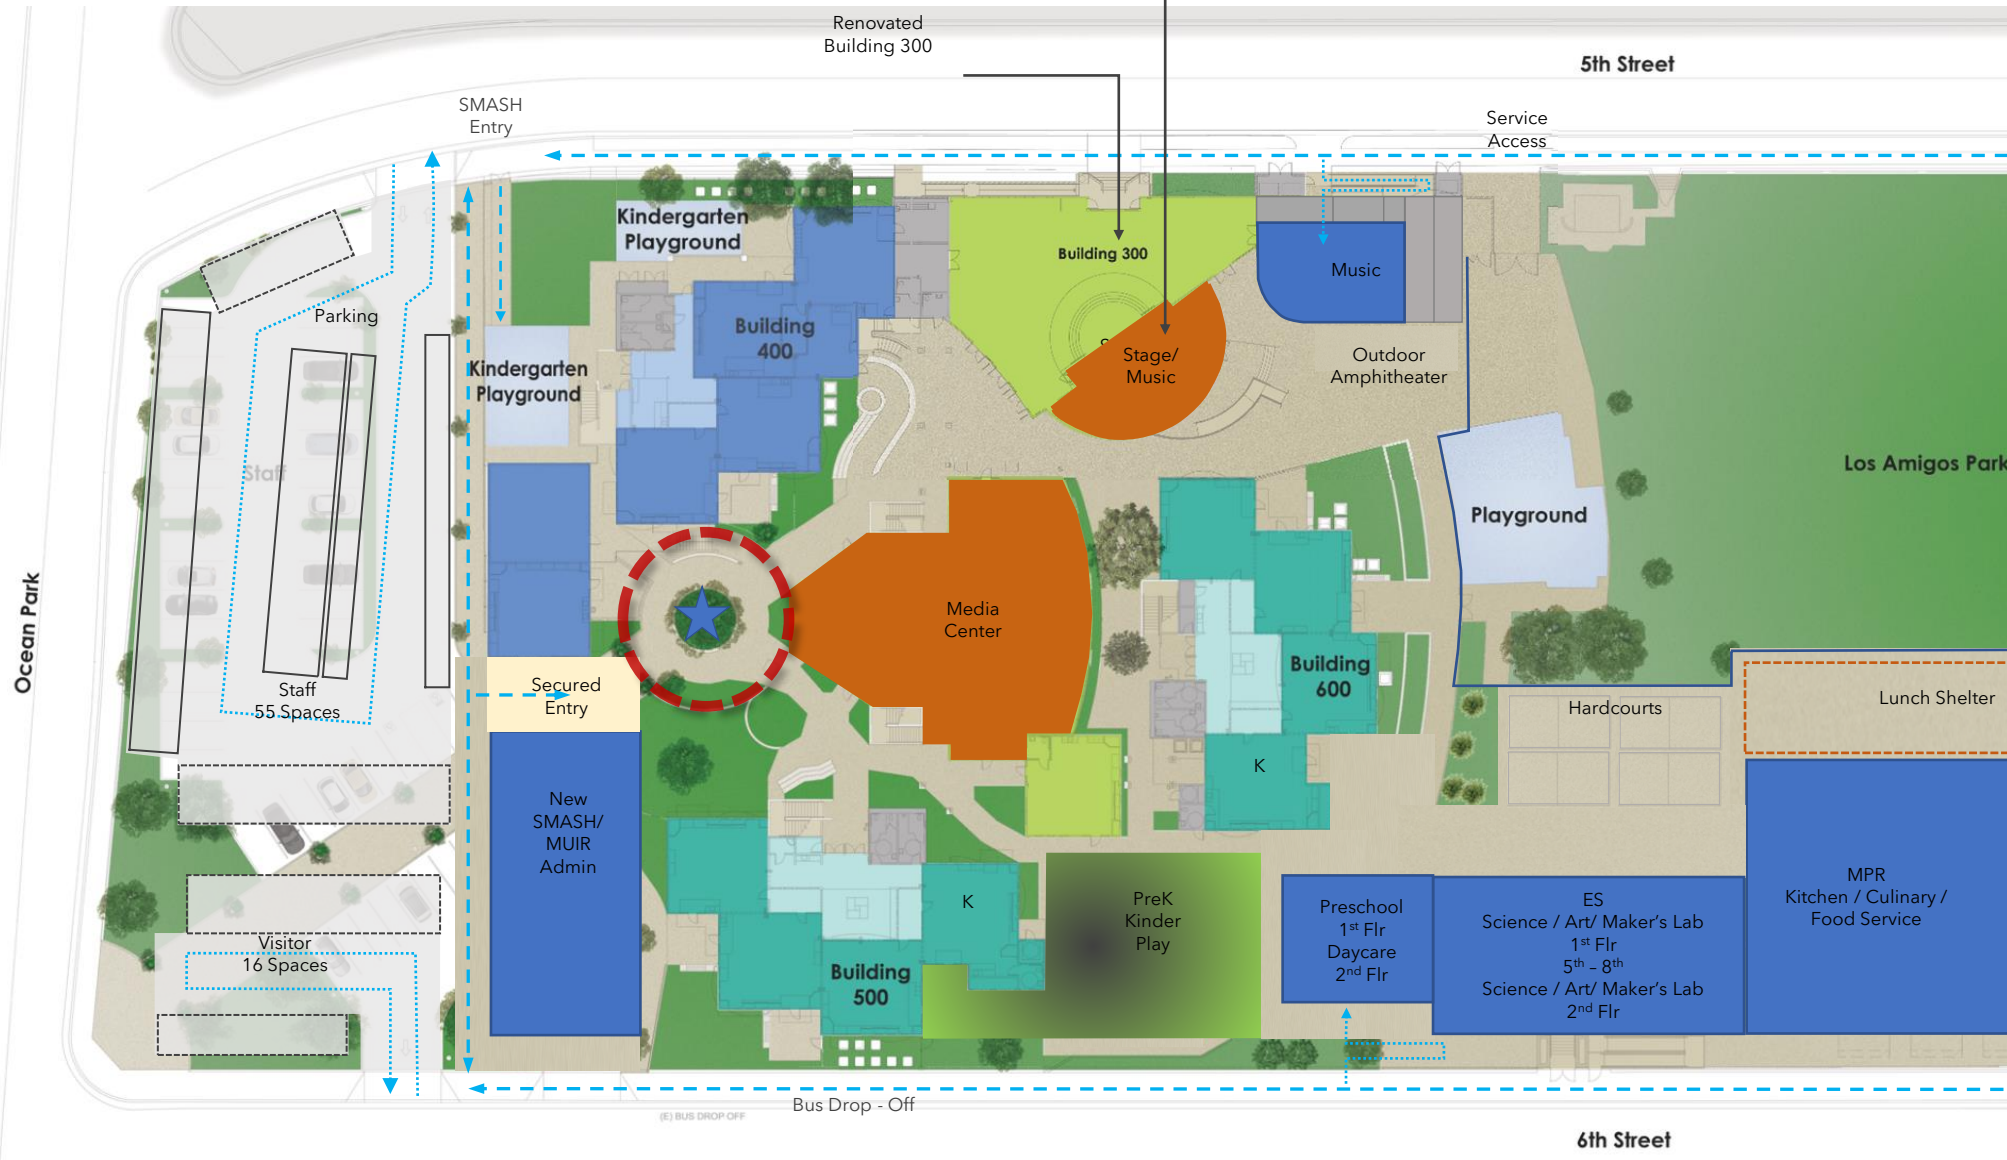 Renovated
Building 300
5th Street
SMASH
Entry
Service
Access
Kindergarten
Playground
Building 300
Music
Parking
Building
400
Stage/
Music
Outdoor
Amphitheater
Kindergarten
Playground
Staff
Los Amigos Park
Playground
Ocean Park
Media
Center
Secured
Entry
Building
600
Staff
55 Spaces
Hardcourts
Lunch Shelter
K
New
SMASH/
MUIR
Admin
K
PreK
Kinder
Play
Preschool
1st Flr
Daycare
2nd Flr
ES
Science / Art/ Maker's Lab
1st Flr
5th – 8th
Science / Art/ Maker's Lab
2nd Flr
MPR
Kitchen / Culinary /
Food Service
Visitor
16 Spaces
Building
500
Bus Drop - Off
(E) BUS DROP OFF
6th Street